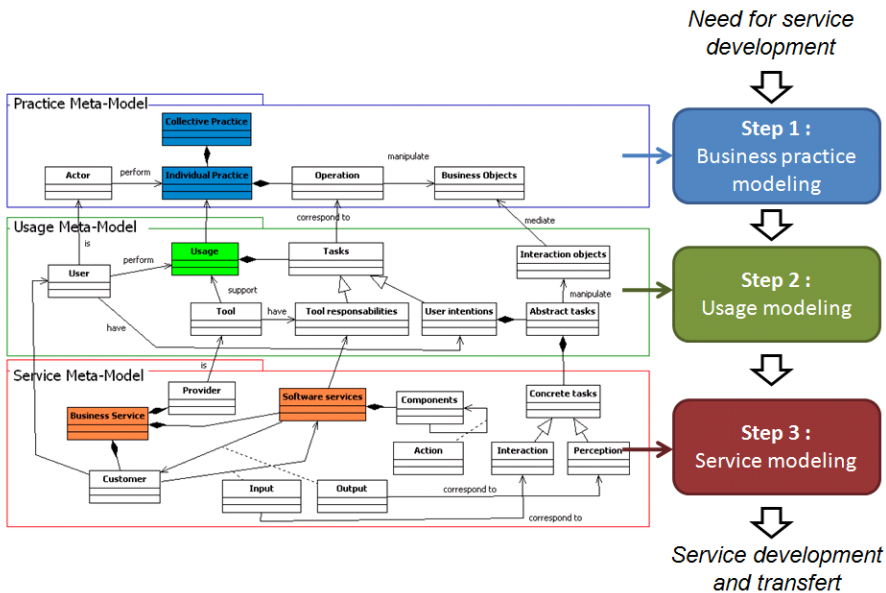 Need for service
development
Practice Meta-Model
Collective Practice
Step 1 :
Business practice
modeling
manipulate
perform
Actor
Individual Practice
Operation
Business Objects
Usage Meta-Model
correspond to
mediate
is
Usage
Tasks
Interaction objects
perform
User
Step 2 :
Usage modeling
support
manipulate
Tool
have
Tool responsabilities
User intentions
Abstract tasks
have
is
Service Meta-Model
Provider
Software services
Components
Concrete tasks
Business Service
Step 3 :
Service modeling
Action
Interaction
Perception
Customer
Input
Output
correspond to
correspond to
Service development
and transfert